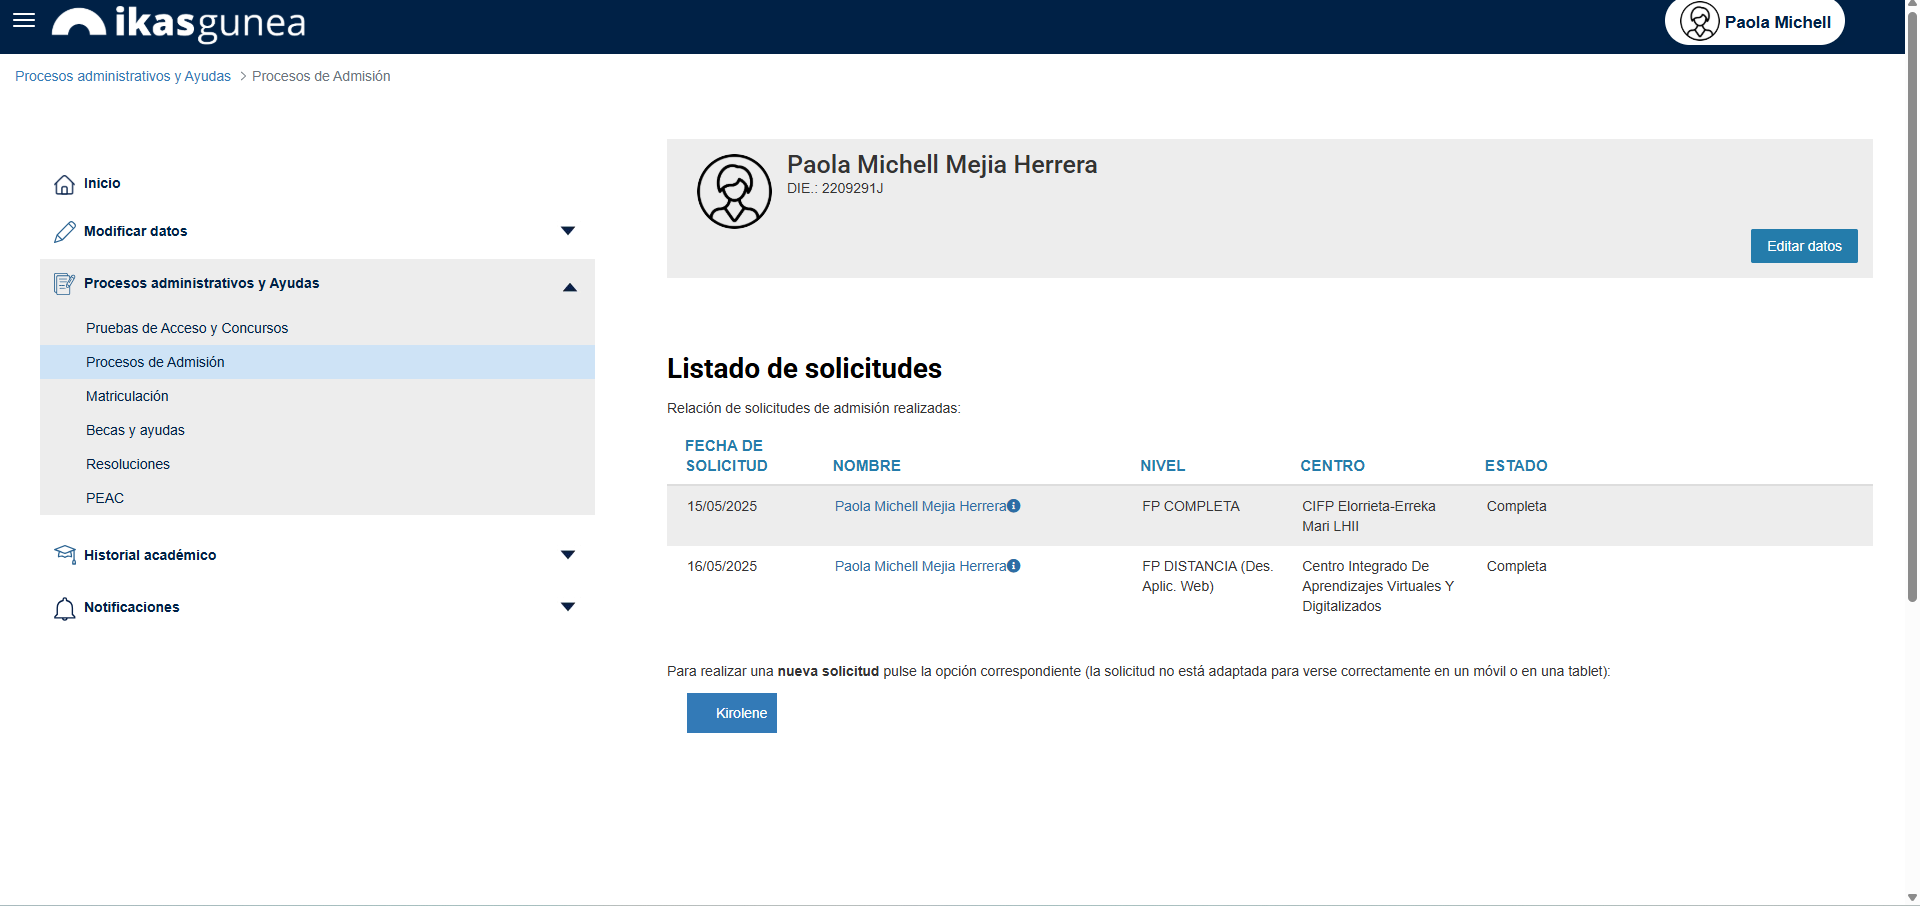 ikasgunea
Paola Michell
Procesos administrativos y Ayudas > Procesos de Admisión
Inicio
Modificar datos
Procesos administrativos y Ayudas
Pruebas de Acceso y Concursos
Procesos de Admisión
Matriculación
Becas y ayudas
Resoluciones
PEAC
Historial académico
Notificaciones
Paola Michell Mejia Herrera
DIE.: 2209291J
Editar datos
Listado de solicitudes
Relación de solicitudes de admisión realizadas:
FECHA DE
SOLICITUD NOMBRE NIVEL CENTRO ESTADO
15/05/2025 Paola Michell Mejia Herrera FP COMPLETA CIFP Elorrieta-Erreka Completa
Mari LHII
16/05/2025 Paola Michell Mejia Herrera FP DISTANCIA (Des. Centro Integrado De Completa
Aplic. Web) Aprendizajes Virtuales Y
Digitalizados
Para realizar una nueva solicitud pulse la opción correspondiente (la solicitud no está adaptada para verse correctamente en un móvil o en una tablet):
Kirolene